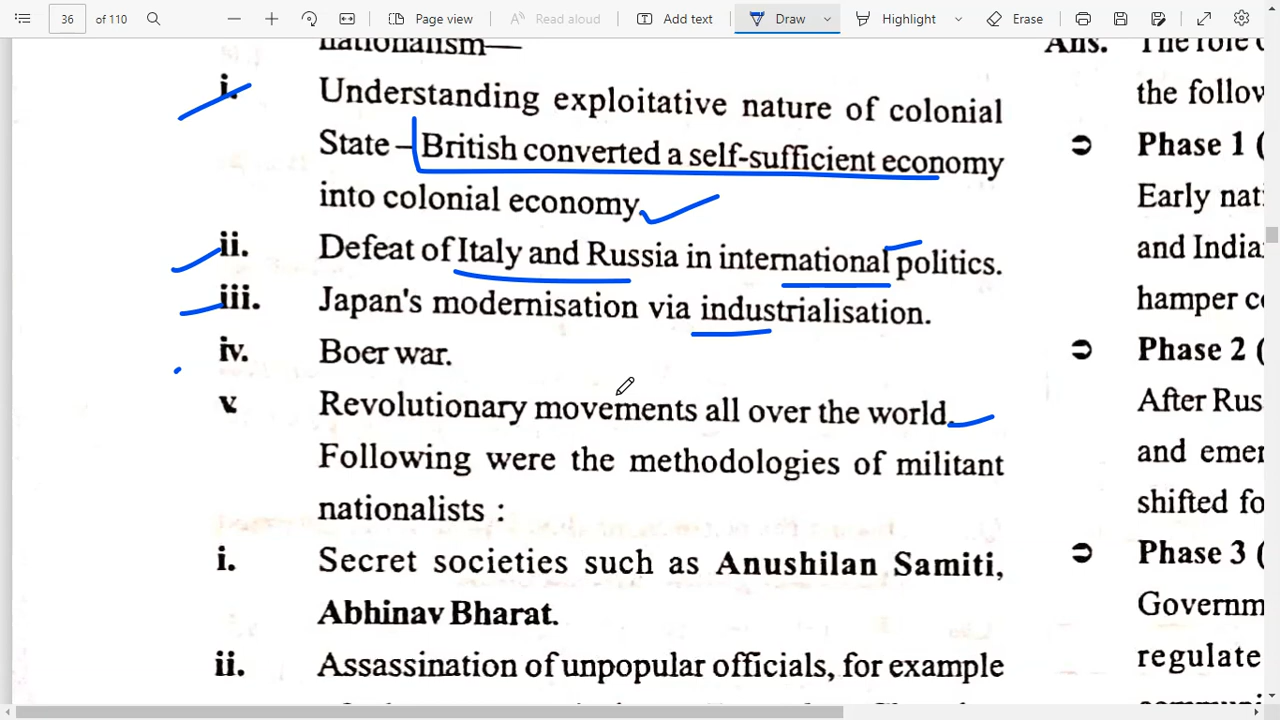 36 of 110 Page view Read aloud Add text Draw Highlight Erase
nationalism—
i. Understanding exploitative nature of colonial
State – British converted a self-sufficient economy
into colonial economy
ii. Defeat of Italy and Russia in international politics.
iii. Japan's modernisation via industrialisation.
iv. Boer war.
v. Revolutionary movements all over the world.
Following were the methodologies of militant
nationalists :
i. Secret societies such as Anushilan Samiti,
Abhinav Bharat.
ii. Assassination of unpopular officials, for example
Ans. The role
the follow
Phase 1 (
Early nat
and India
hamper c
Phase 2 (
After Rus
and emer
shifted fo
Phase 3 (
Governm
regulate